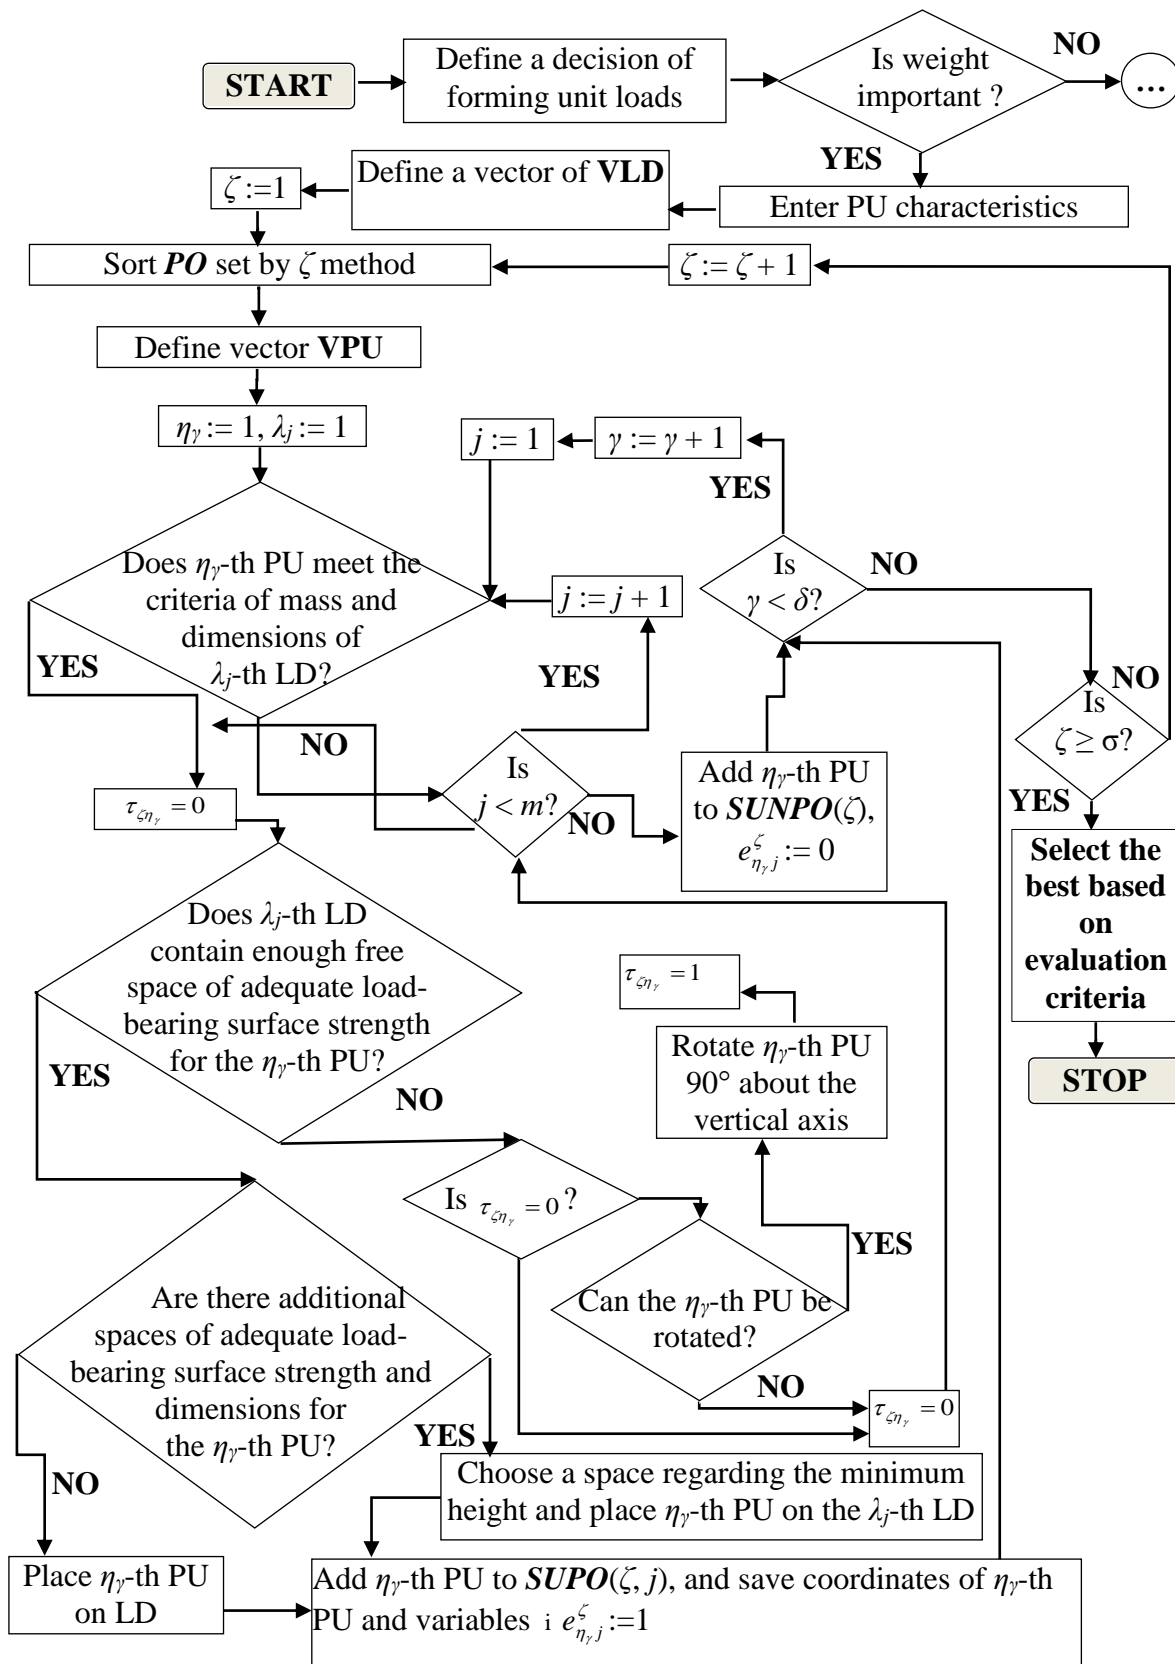 START
Define a decision of
forming unit loads
Is weight
important ?
NO
...
YES
Enter PU characteristics
Define a vector of VLD
ζ :=1
Sort PO set by ζ method
ζ := ζ + 1
Define vector VPU
ηγ := 1, λj := 1
j := 1
γ := γ + 1
YES
Does ηγ-th PU meet the
criteria of mass and
dimensions of
λj-th LD?
YES
NO
j := j + 1
YES
Is
γ < δ?
NO
Is
j < m?
NO
Add ηγ-th PU
to SUNPO(ζ),
e^ζ_ηγ j := 0
Is
ζ ≥ σ?
NO
YES
Select the
best based
on
evaluation
criteria
STOP
τζηγ = 0
Does λj-th LD
contain enough free
space of adequate load-
bearing surface strength
for the ηγ-th PU?
YES
NO
τζηγ = 1
Rotate ηγ-th PU
90° about the
vertical axis
Is τζηγ = 0 ?
YES
Can the ηγ-th PU be
rotated?
NO
τζηγ = 0
Are there additional
spaces of adequate load-
bearing surface strength and
dimensions for
the ηγ-th PU?
YES
NO
Choose a space regarding the minimum
height and place ηγ-th PU on the λj-th LD
Place ηγ-th PU
on LD
Add ηγ-th PU to SUPO(ζ, j), and save coordinates of ηγ-th
PU and variables i e^ζ_ηγ j :=1